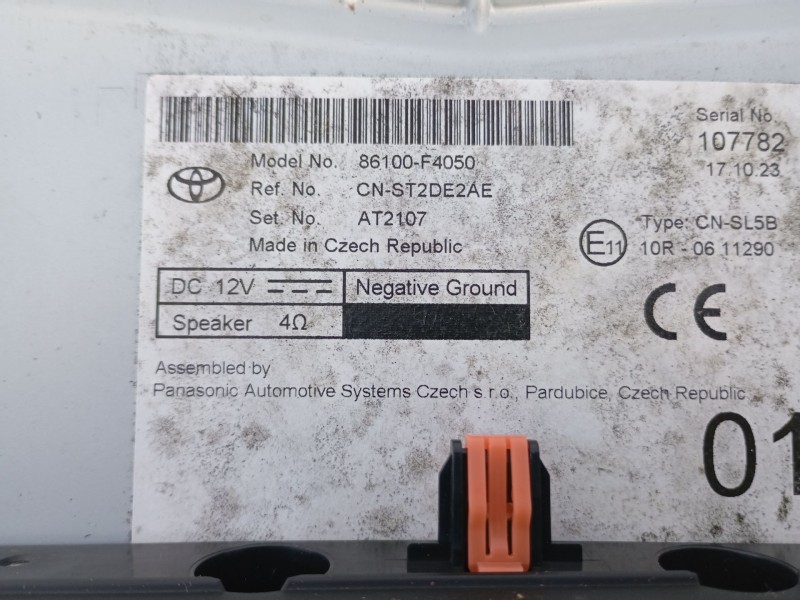 Serial No.
107782
17.10.23
Model No. 86100-F4050
Ref. No. CN-ST2DE2AE
Set. No. AT2107
Made in Czech Republic
E11
Type: CN-SL5B
10R - 06 11290
DC 12V
Negative Ground
Speaker 4Ω
CE
Assembled by
Panasonic Automotive Systems Czech s.r.o., Pardubice, Czech Republic
01